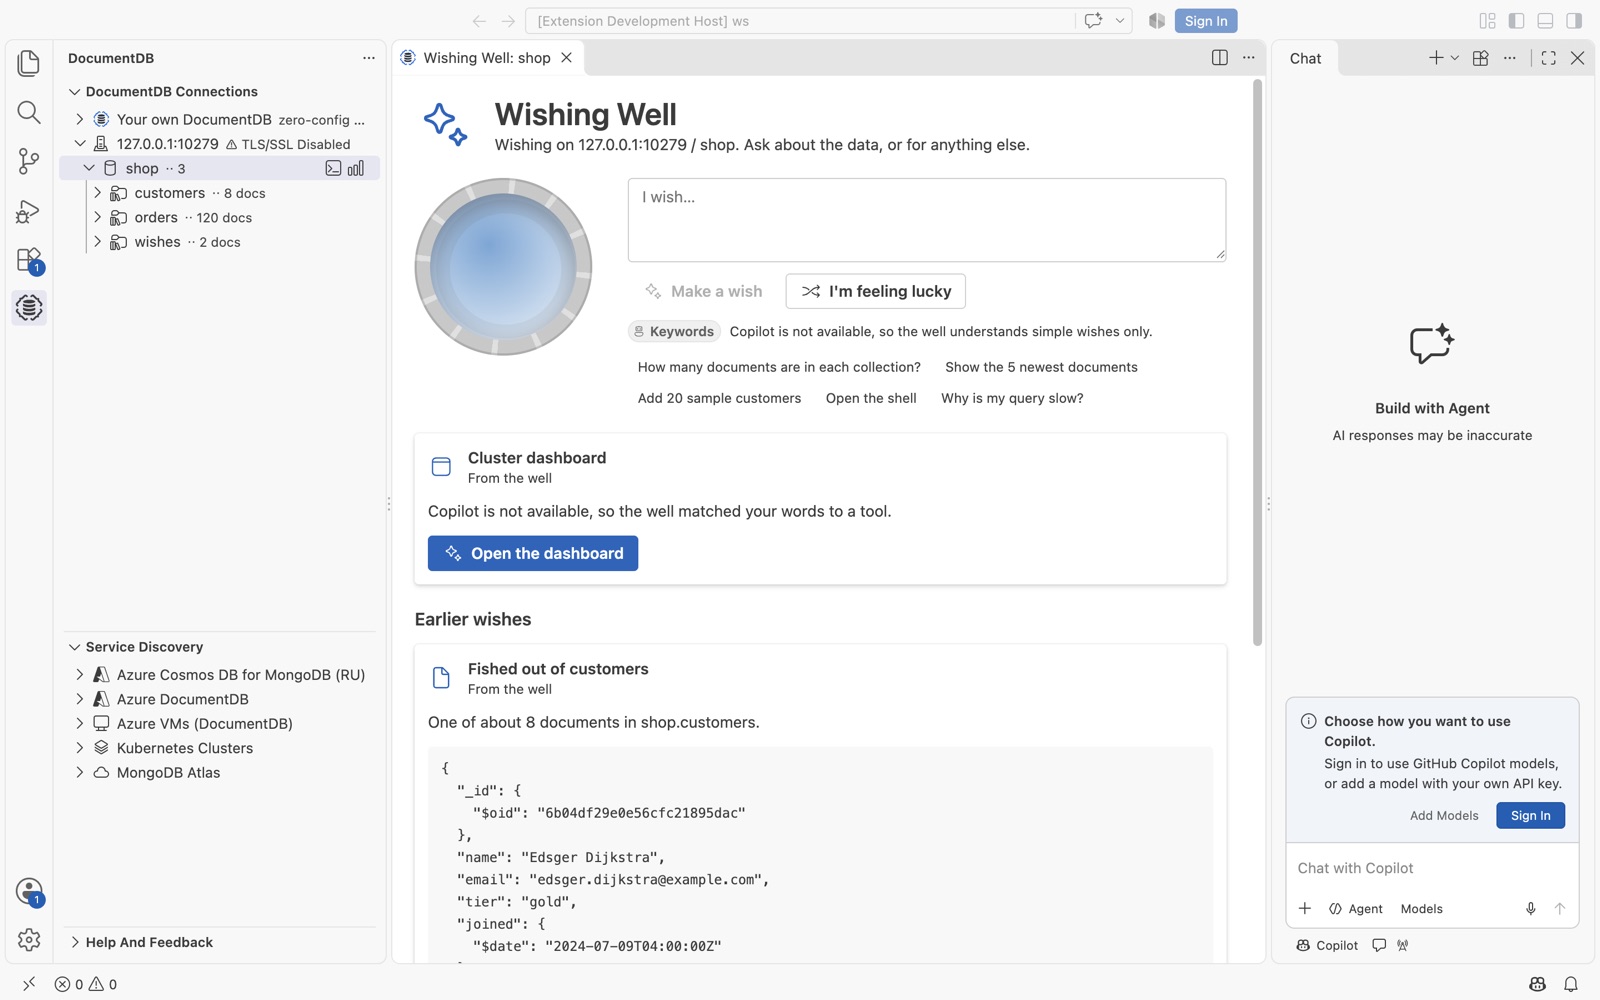 [Extension Development Host] ws
Sign In
DocumentDB
DocumentDB Connections
Your own DocumentDB zero-config ...
127.0.0.1:10279 TLS/SSL Disabled
shop ·· 3
customers ·· 8 docs
orders ·· 120 docs
wishes ·· 2 docs
1
Service Discovery
Azure Cosmos DB for MongoDB (RU)
Azure DocumentDB
Azure VMs (DocumentDB)
Kubernetes Clusters
MongoDB Atlas
1
Help And Feedback
0 0
Wishing Well: shop
Wishing Well
Wishing on 127.0.0.1:10279 / shop. Ask about the data, or for anything else.
I wish...
Make a wish
I'm feeling lucky
Keywords Copilot is not available, so the well understands simple wishes only.
How many documents are in each collection? Show the 5 newest documents
Add 20 sample customers Open the shell Why is my query slow?
Cluster dashboard
From the well
Copilot is not available, so the well matched your words to a tool.
Open the dashboard
Earlier wishes
Fished out of customers
From the well
One of about 8 documents in shop.customers.
{
"_id": {
"$oid": "6b04df29e0e56cfc21895dac"
},
"name": "Edsger Dijkstra",
"email": "edsger.dijkstra@example.com",
"tier": "gold",
"joined": {
"$date": "2024-07-09T04:00:00Z"
Chat
Build with Agent
AI responses may be inaccurate
Choose how you want to use
Copilot.
Sign in to use GitHub Copilot models,
or add a model with your own API key.
Add Models Sign In
Chat with Copilot
Agent Models
Copilot